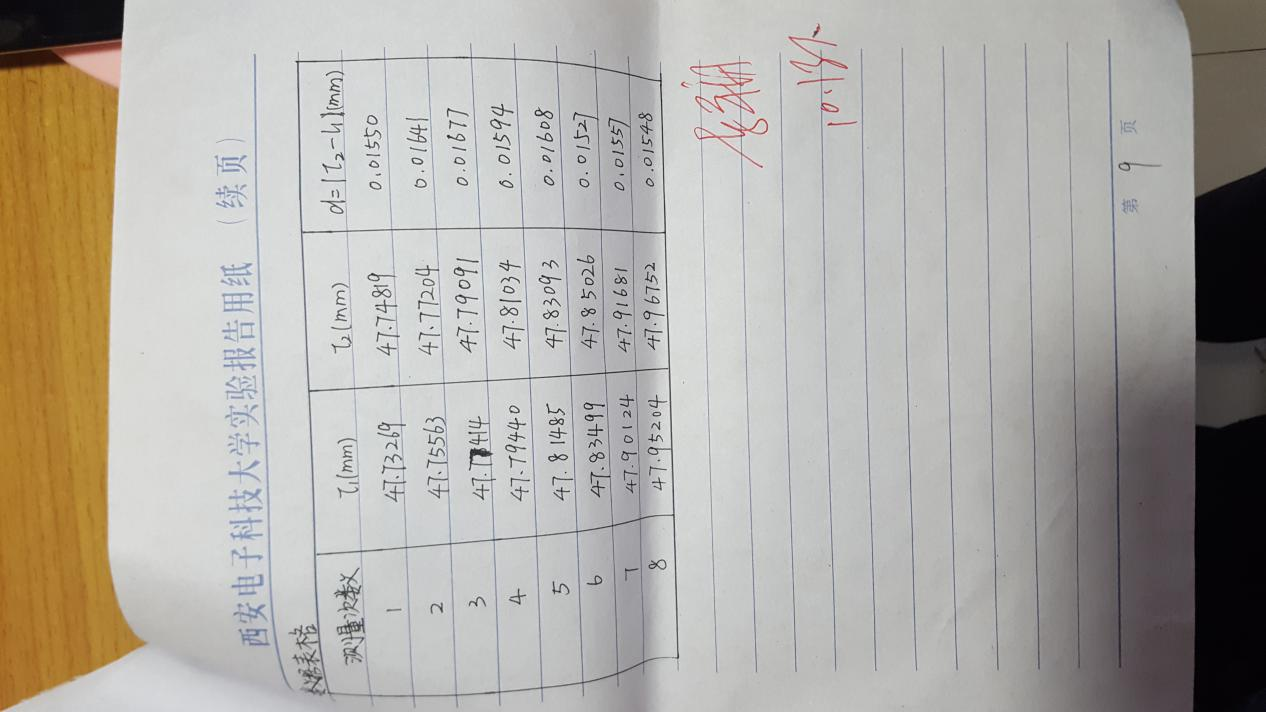 西安电子科技大学实验报告用纸 （续页）
数据表格
测量次数 l₁(mm) l₂(mm) d=|l₂-l₁|(mm)
1 47.73269 47.74819 0.01550
2 47.75563 47.77204 0.01641
3 47.79091 0.01677
4 47.79440 47.81034 0.01594
5 47.81485 47.83093 0.01608
6 47.83499 47.85026 0.01527
7 47.90124 47.91681 0.01557
8 47.95204 47.96752 0.01548
第 9 页